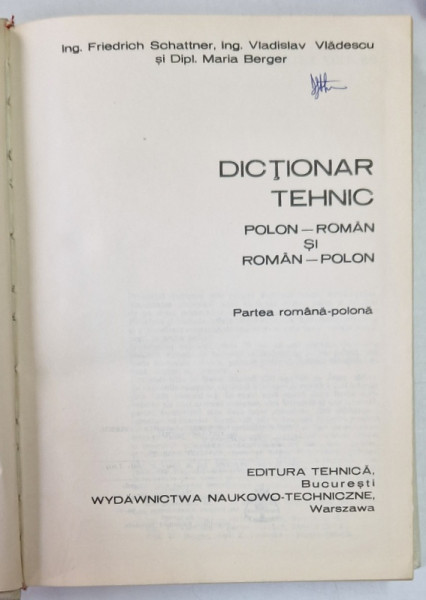 Ing. Friedrich Schattner, Ing. Vladislav Vlădescu
și Dipl. Maria Berger
DICȚIONAR
TEHNIC
POLON — ROMÂN
ȘI
ROMÂN — POLON
Partea română-polonă
EDITURA TEHNICĂ,
București
WYDAWNICTWA NAUKOWO-TECHNICZNE,
Warszawa